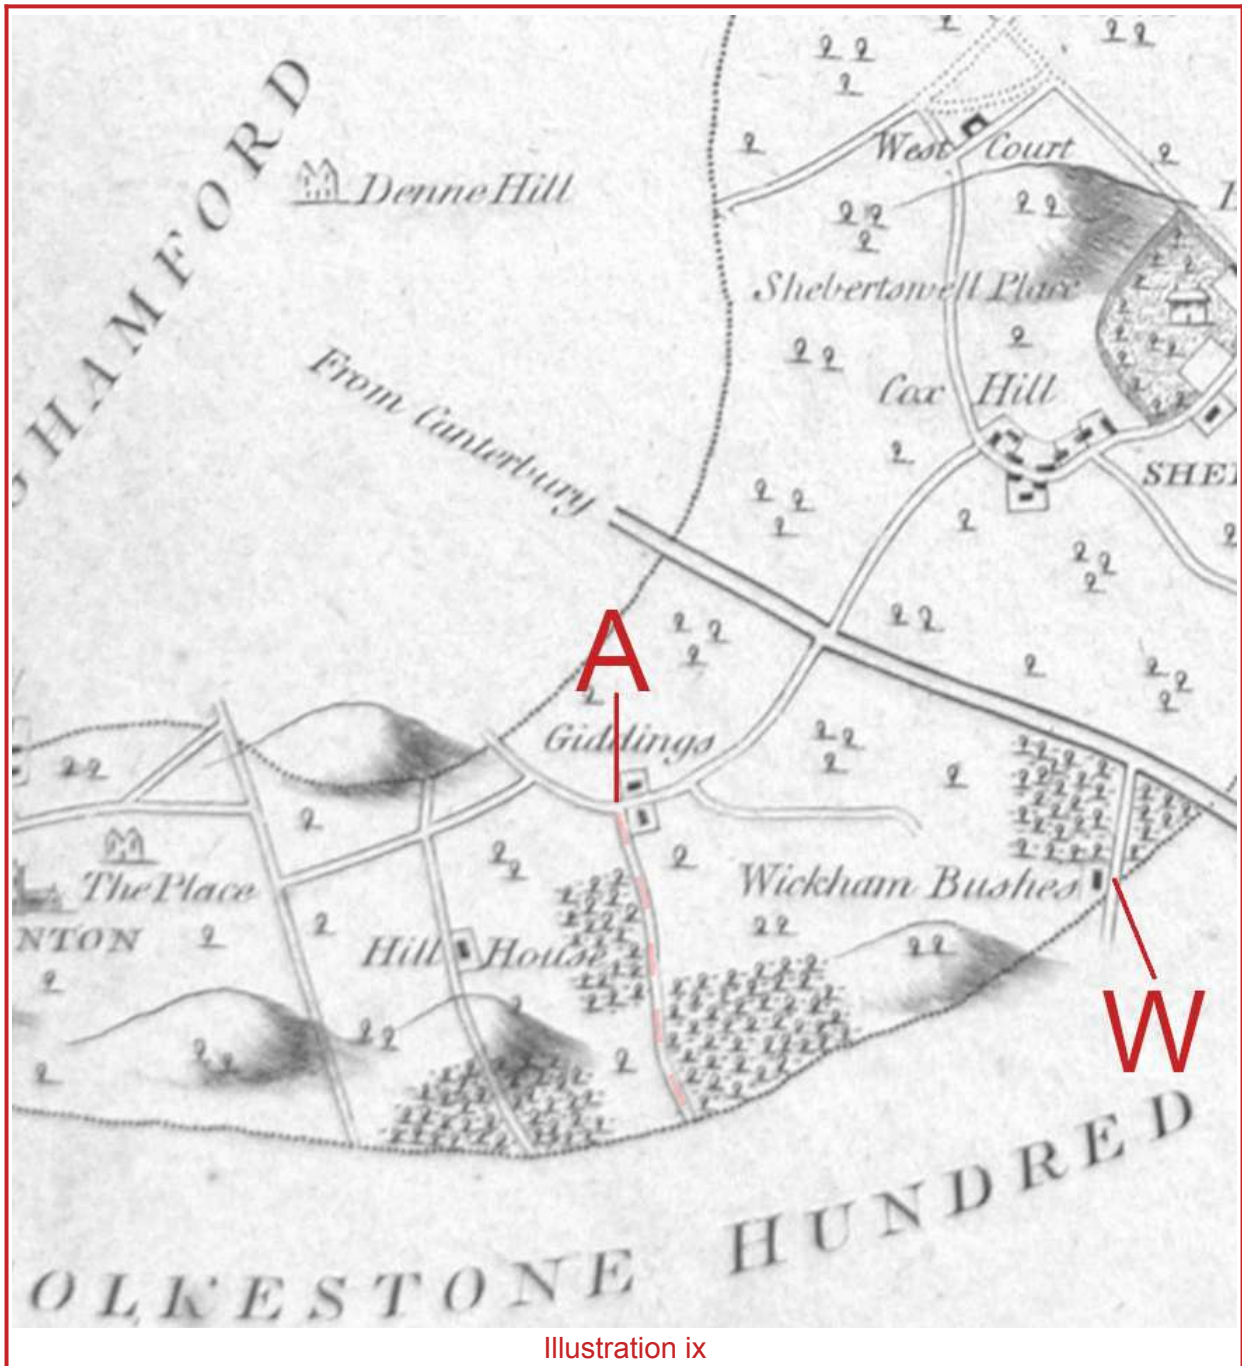 GHAMFORD
Denne Hill
West Court
Shebertswell Place
From Canterbury
Cox Hill
SHE
A
Giddings
The Place
NTON
Hill House
Wickham Bushes
W
OLKESTONE HUNDRED
Illustration ix